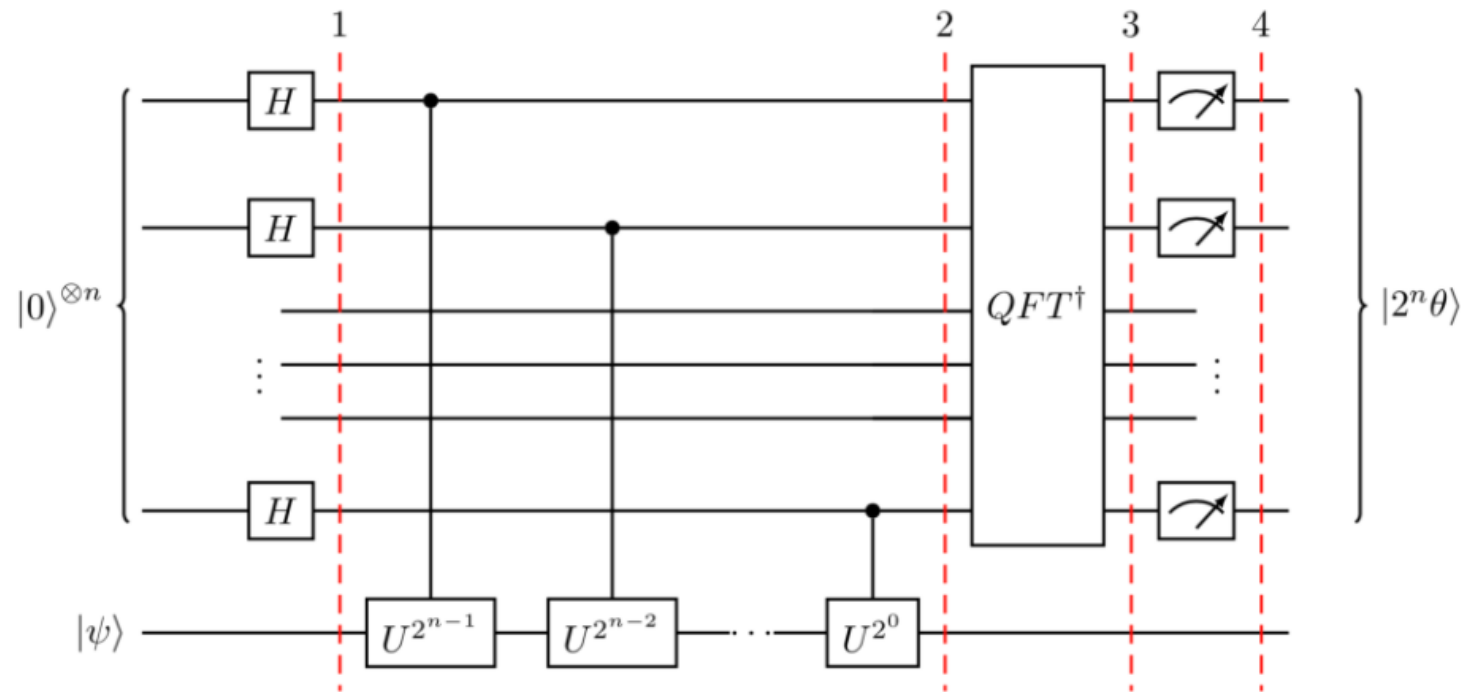 1 2 3 4
H
H
|0⟩^{⊗n} QFT^† |2^nθ⟩
⋮ ⋮
H
|ψ⟩ U^{2^{n−1}} U^{2^{n−2}} ··· U^{2^0}